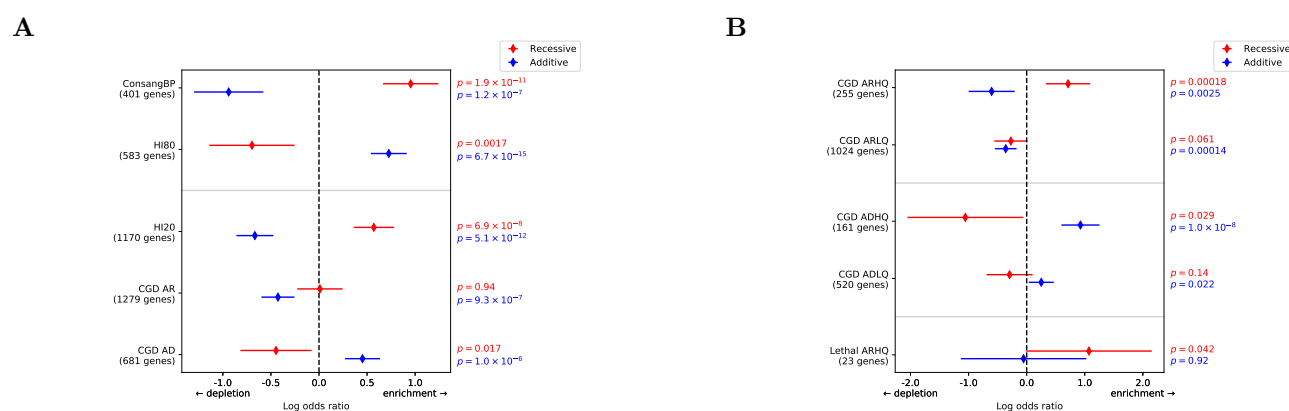 A
Recessive
Additive
ConsangBP
(401 genes)
p = 1.9 × 10⁻¹¹
p = 1.2 × 10⁻⁷
HI80
(583 genes)
p = 0.0017
p = 6.7 × 10⁻¹⁵
HI20
(1170 genes)
p = 6.9 × 10⁻⁸
p = 5.1 × 10⁻¹²
CGD AR
(1279 genes)
p = 0.94
p = 9.3 × 10⁻⁷
CGD AD
(681 genes)
p = 0.017
p = 1.0 × 10⁻⁶
-1.0 -0.5 0.0 0.5 1.0
← depletion enrichment →
Log odds ratio
B
Recessive
Additive
CGD ARHQ
(255 genes)
p = 0.00018
p = 0.0025
CGD ARLQ
(1024 genes)
p = 0.061
p = 0.00014
CGD ADHQ
(161 genes)
p = 0.029
p = 1.0 × 10⁻⁸
CGD ADLQ
(520 genes)
p = 0.14
p = 0.022
Lethal ARHQ
(23 genes)
p = 0.042
p = 0.92
-2.0 -1.0 0.0 1.0 2.0
← depletion enrichment →
Log odds ratio